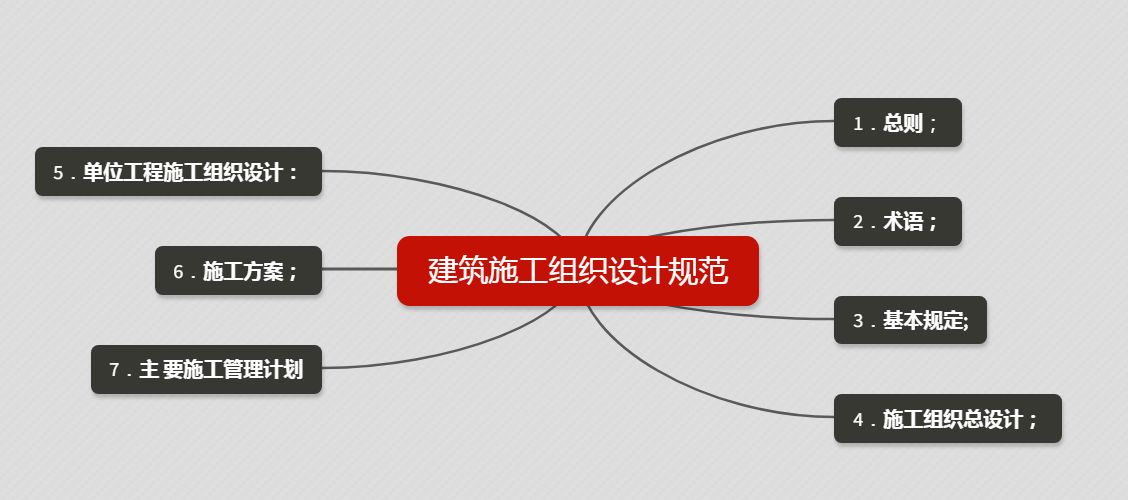 建筑施工组织设计规范
1．总则；
2．术语；
3．基本规定;
4．施工组织总设计；
5．单位工程施工组织设计：
6．施工方案；
7．主要施工管理计划